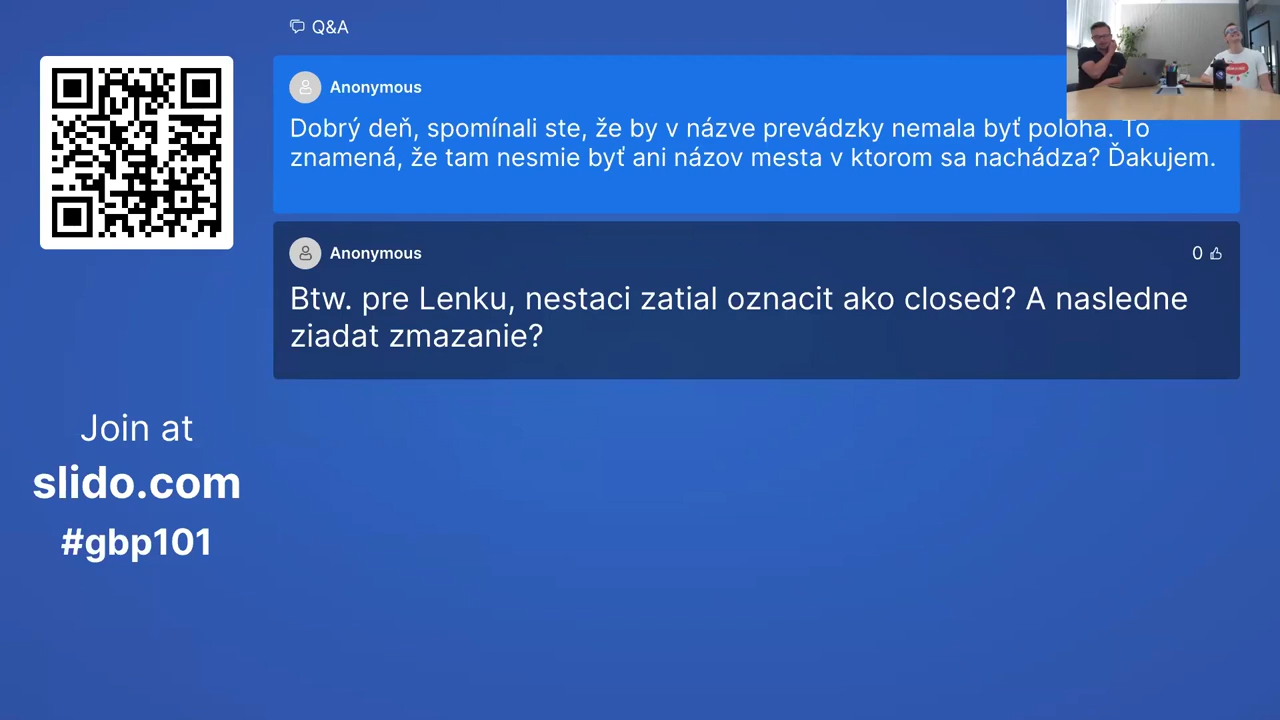 Q&A
Anonymous
Dobrý deň, spomínali ste, že by v názve prevádzky nemala byť poloha. To
znamená, že tam nesmie byť ani názov mesta v ktorom sa nachádza? Ďakujem.
Anonymous
0
Btw. pre Lenku, nestaci zatial oznacit ako closed? A nasledne
ziadat zmazanie?
Join at
slido.com
#gbp101